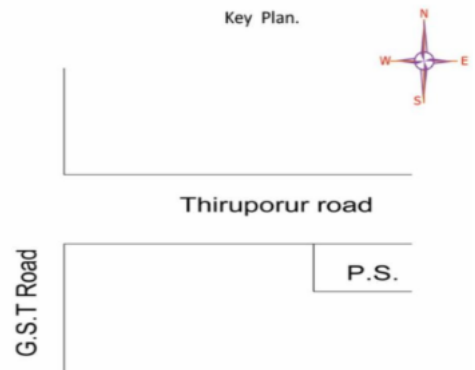 Key Plan.
N
W
E
S
Thiruporur road
P.S.
G.S.T Road